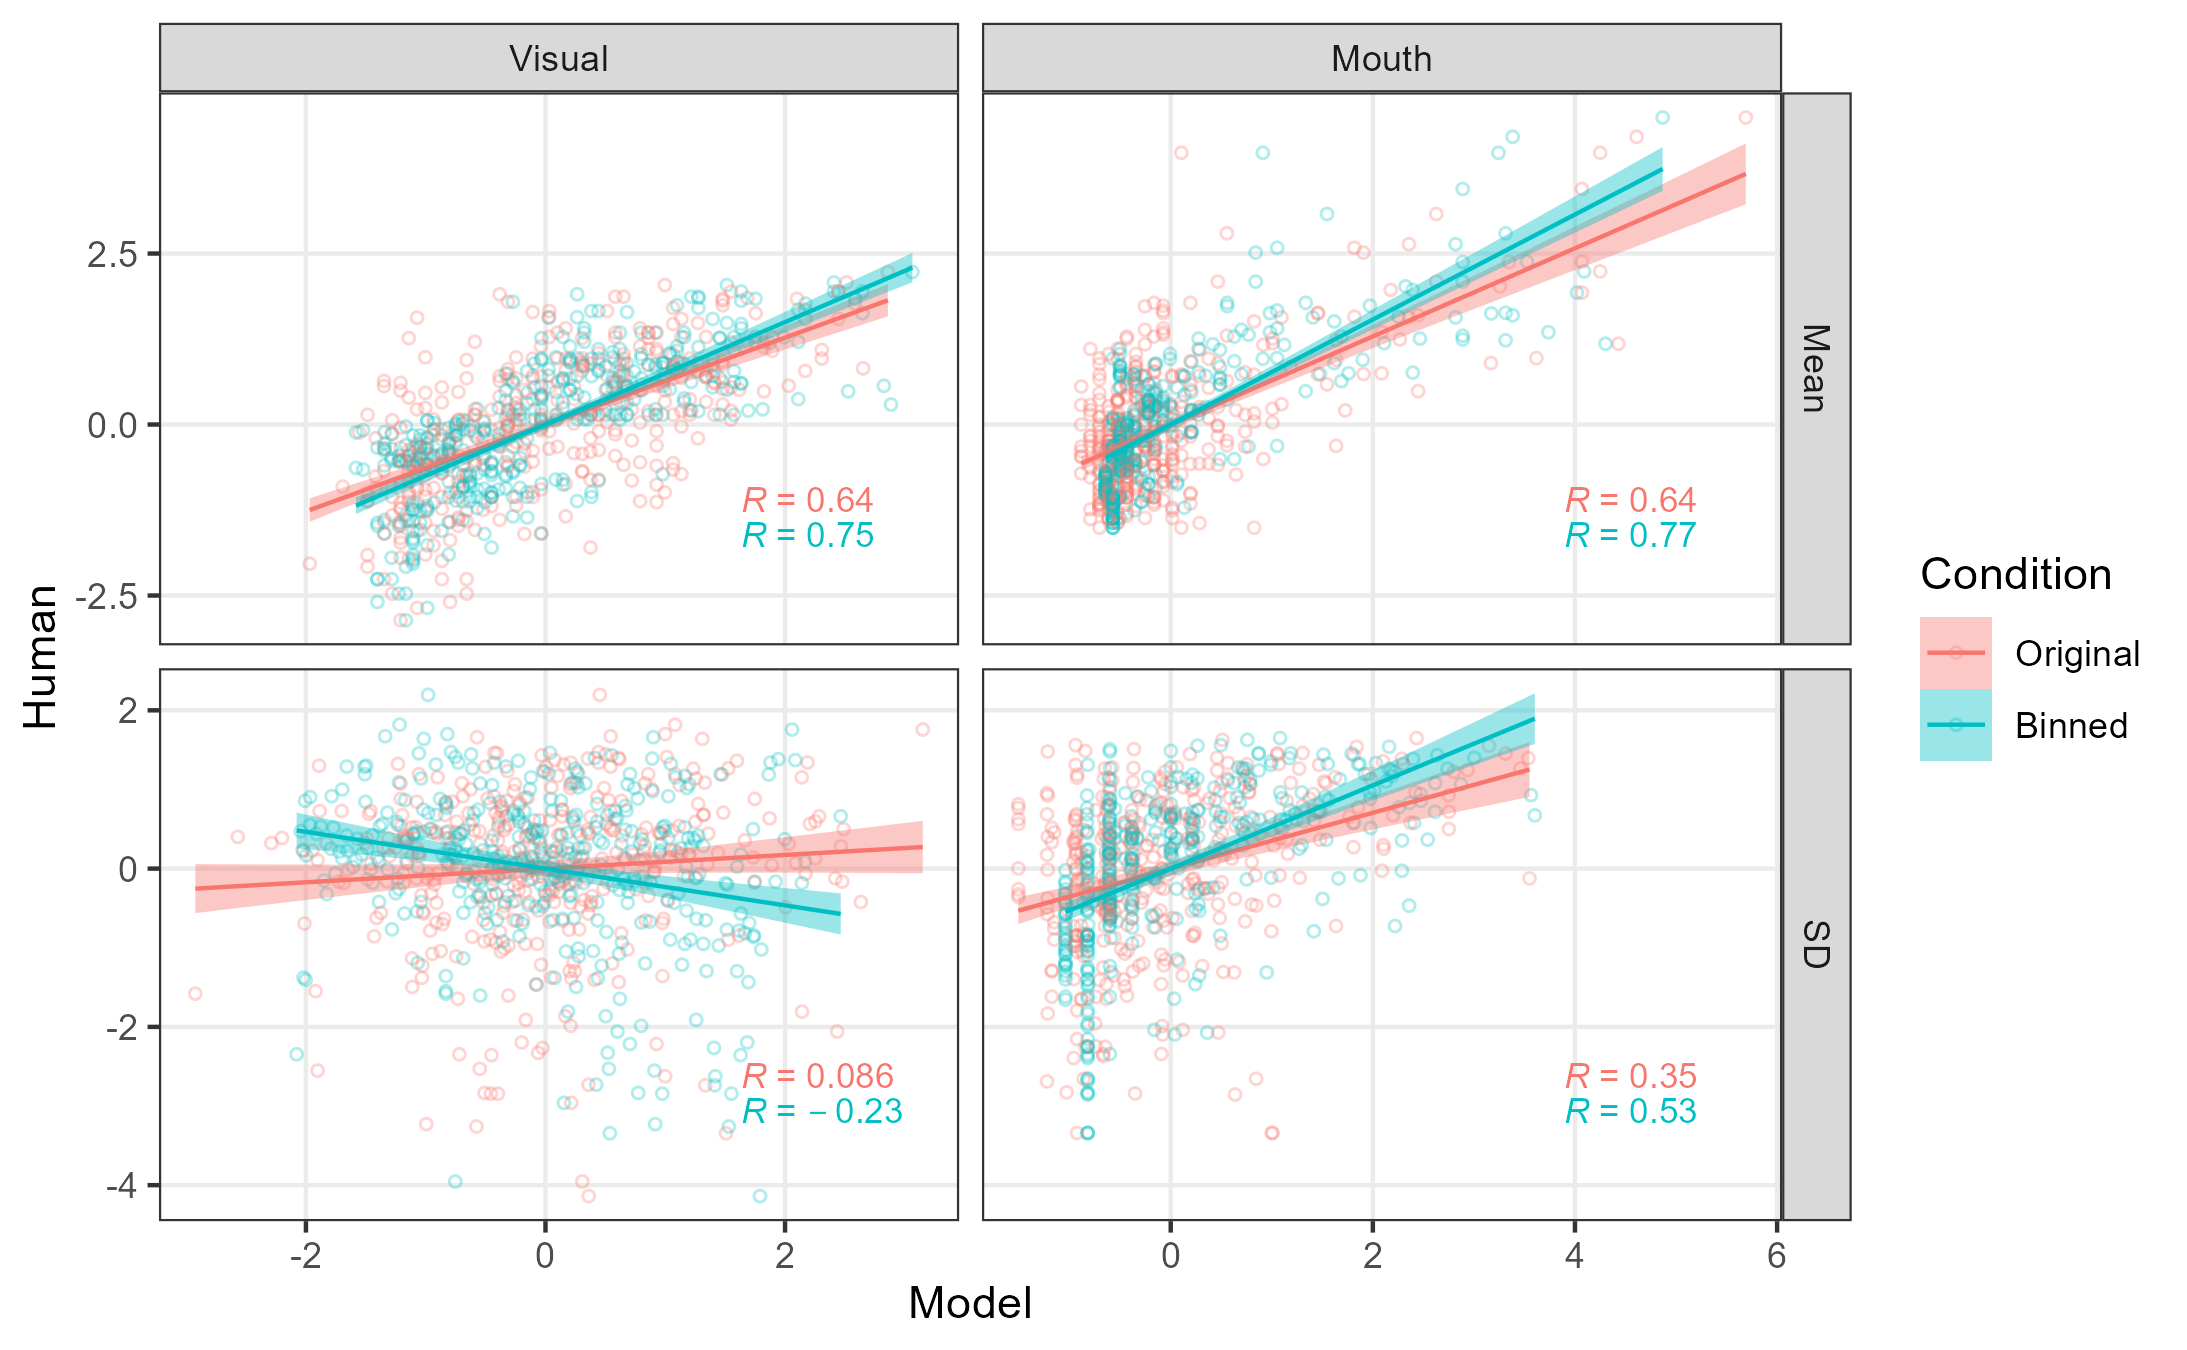 Visual
Mouth
Mean
SD
Human
2.5
0.0
-2.5
2
0
-2
-4
R = 0.64
R = 0.75
R = 0.64
R = 0.77
R = 0.086
R = − 0.23
R = 0.35
R = 0.53
-2
0
2
0
2
4
6
Model
Condition
Original
Binned